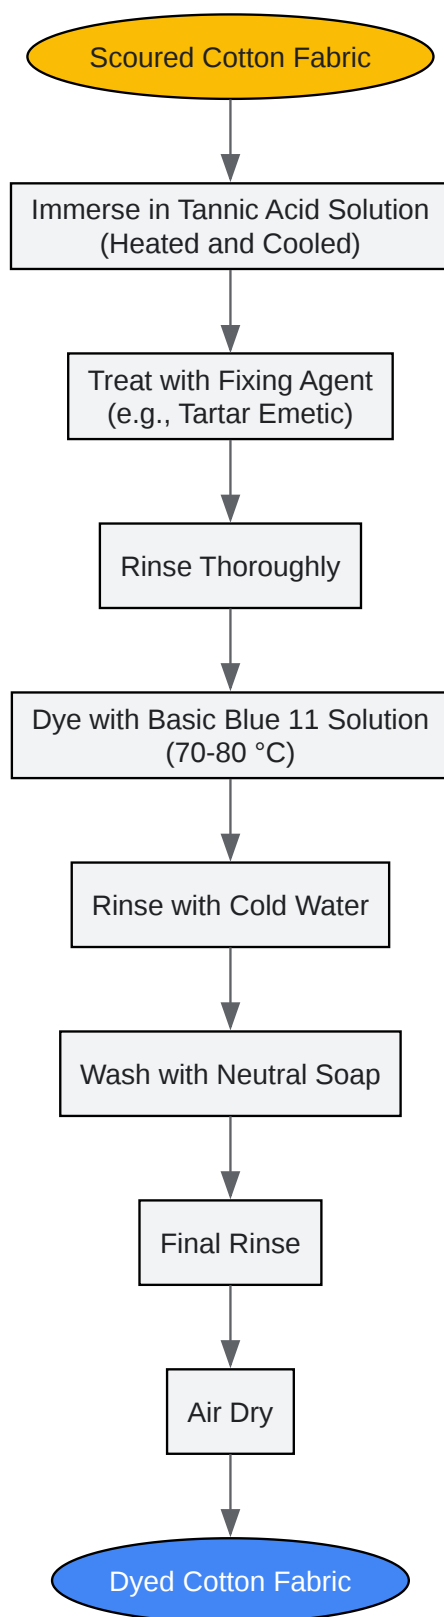 Scoured Cotton Fabric
Immerse in Tannic Acid Solution
(Heated and Cooled)
Treat with Fixing Agent
(e.g., Tartar Emetic)
Rinse Thoroughly
Dye with Basic Blue 11 Solution
(70-80 °C)
Rinse with Cold Water
Wash with Neutral Soap
Final Rinse
Air Dry
Dyed Cotton Fabric